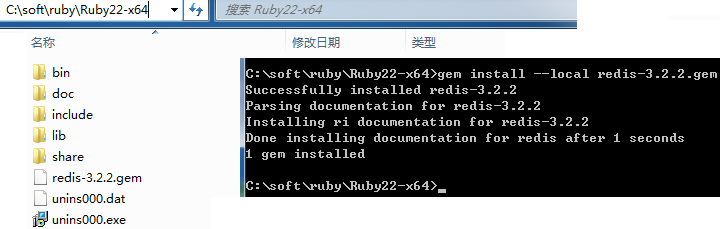 C:\soft\ruby\Ruby22-x64
搜索 Ruby22-x64
名称 修改日期 类型
bin
doc
include
lib
share
redis-3.2.2.gem
unins000.dat
unins000.exe
C:\soft\ruby\Ruby22-x64>gem install --local redis-3.2.2.gem
Successfully installed redis-3.2.2
Parsing documentation for redis-3.2.2
Installing ri documentation for redis-3.2.2
Done installing documentation for redis after 1 seconds
1 gem installed
C:\soft\ruby\Ruby22-x64>_